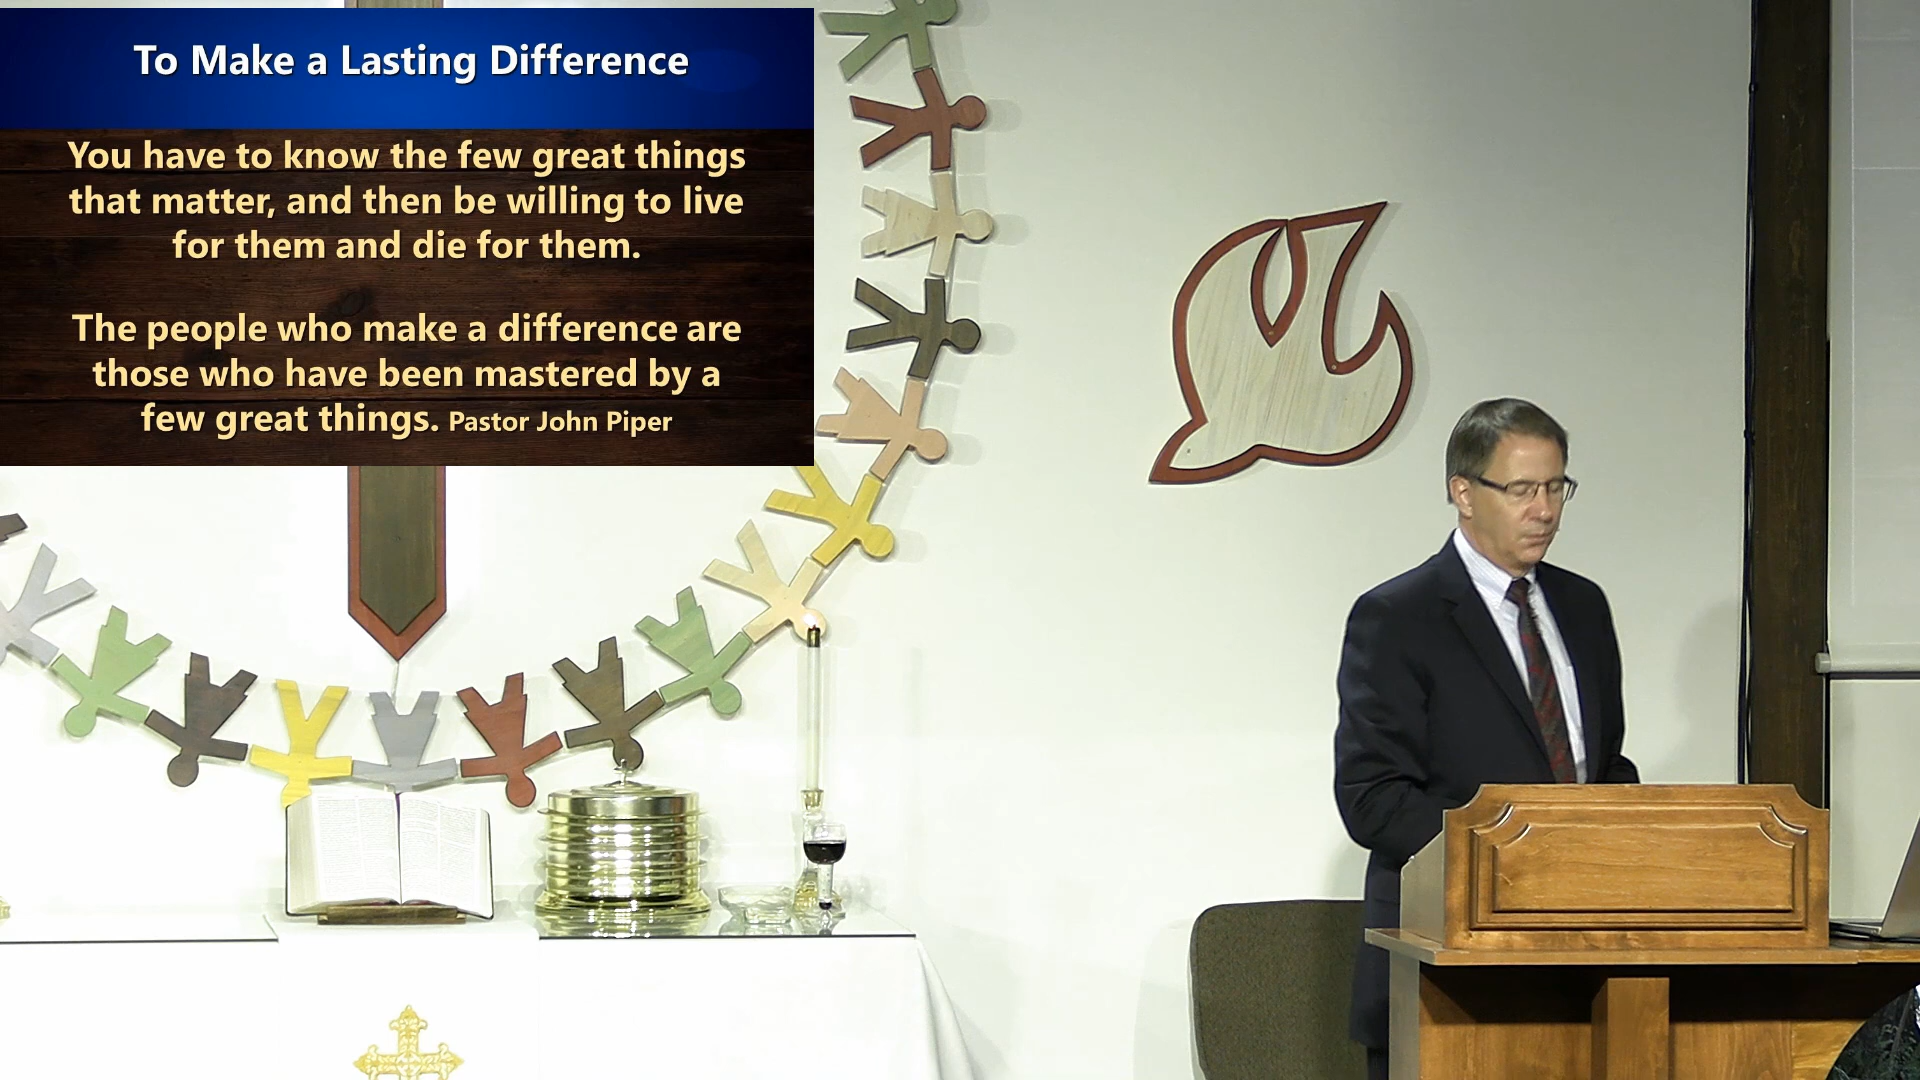 To Make a Lasting Difference
You have to know the few great things
that matter, and then be willing to live
for them and die for them.
The people who make a difference are
those who have been mastered by a
few great things. Pastor John Piper